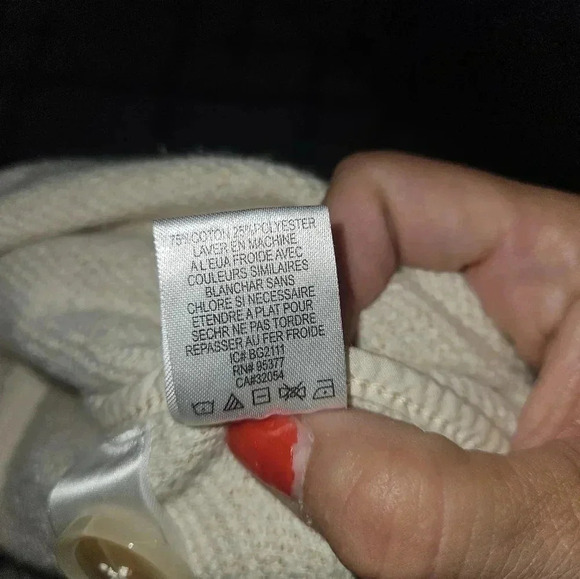 75% COTON 25% POLYESTER
LAVER EN MACHINE
A L'EUA FROIDE AVEC
COULEURS SIMILAIRES
BLANCHAR SANS
CHLORE SI NECESSAIRE
ETENDRE A PLAT POUR
SECHR NE PAS TORDRE
REPASSER AU FER FROIDE
IC# BG2111
RN# 95377
CA#32054